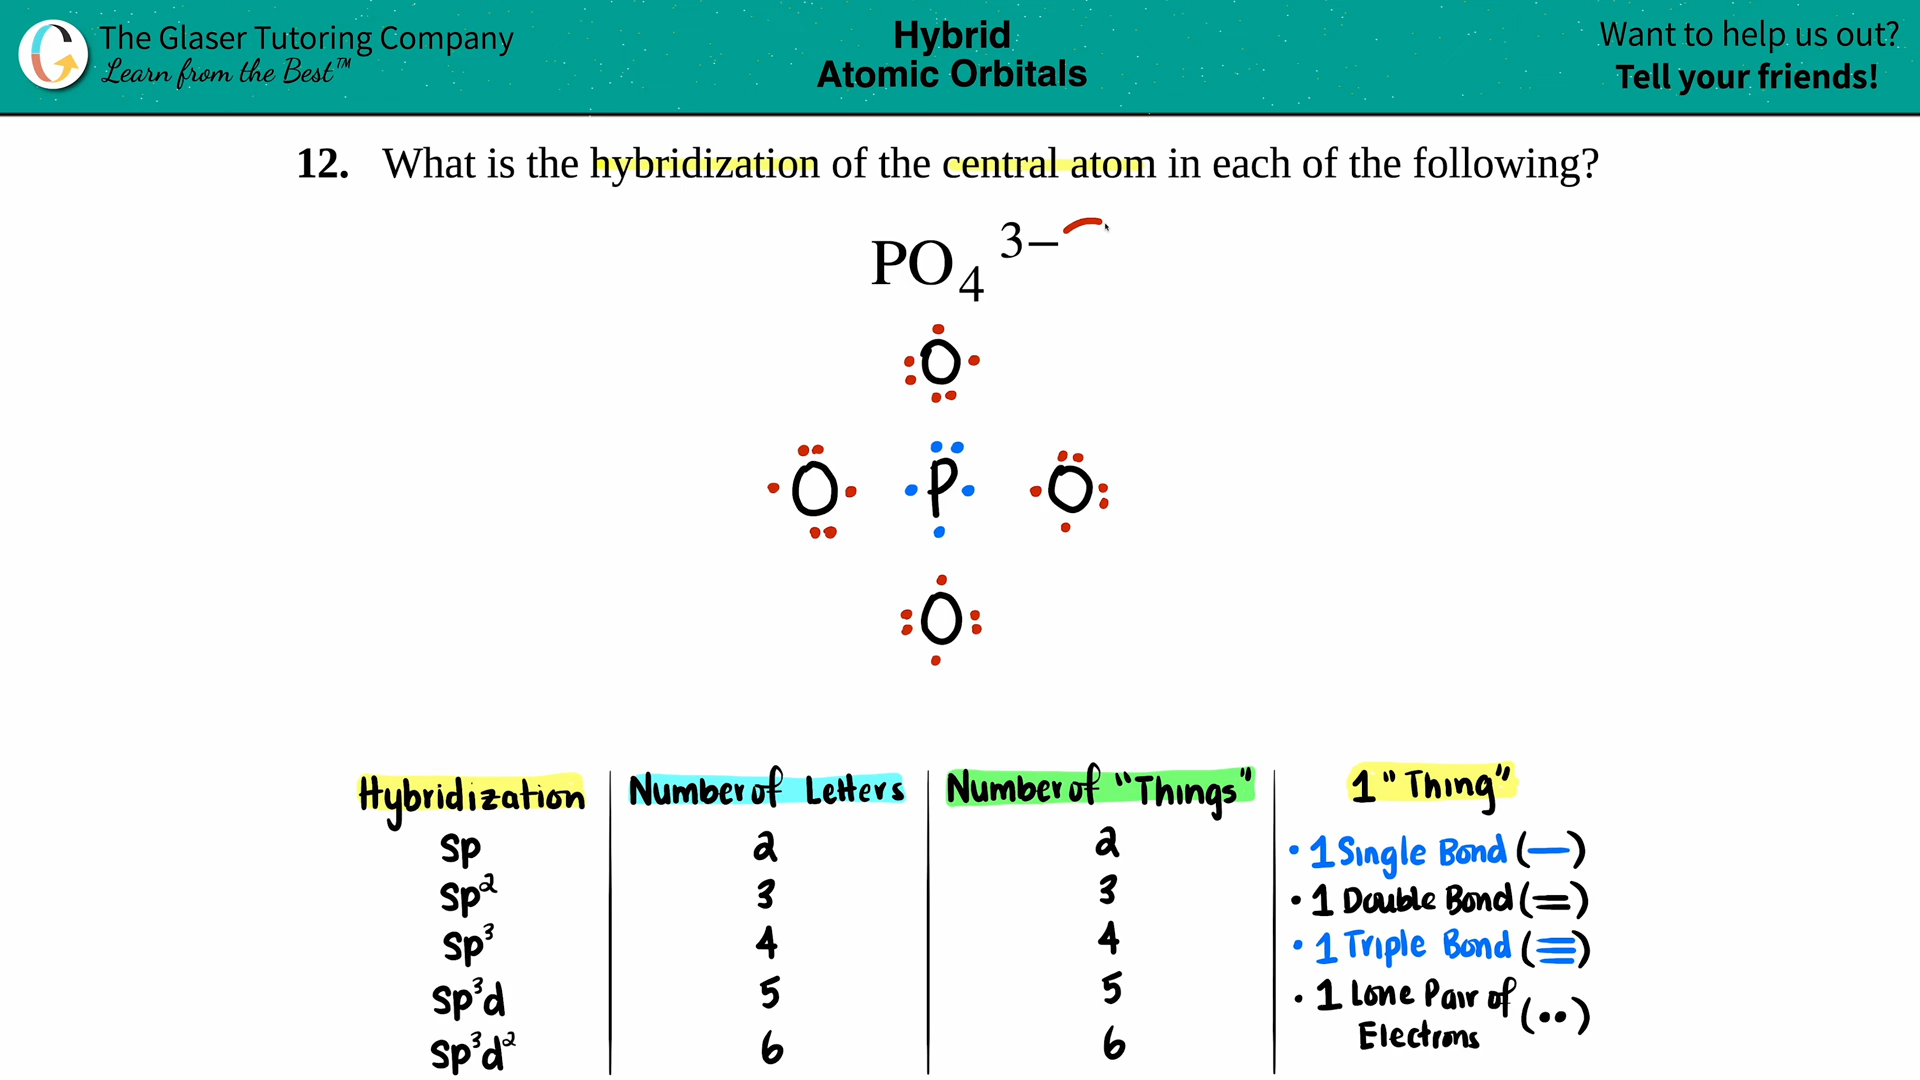 The Glaser Tutoring Company
Learn from the Best™
Hybrid
Atomic Orbitals
Want to help us out?
Tell your friends!
12. What is the hybridization of the central atom in each of the following?
PO₄ ³⁻
O
O P O
O
Hybridization | Number of Letters | Number of "Things" | 1 "Thing"
Sp | 2 | 2 | • 1 Single Bond (—)
Sp² | 3 | 3 | • 1 Double Bond (=)
Sp³ | 4 | 4 | • 1 Triple Bond (≡)
Sp³d | 5 | 5 | • 1 Lone Pair of Electrons (••)
Sp³d² | 6 | 6